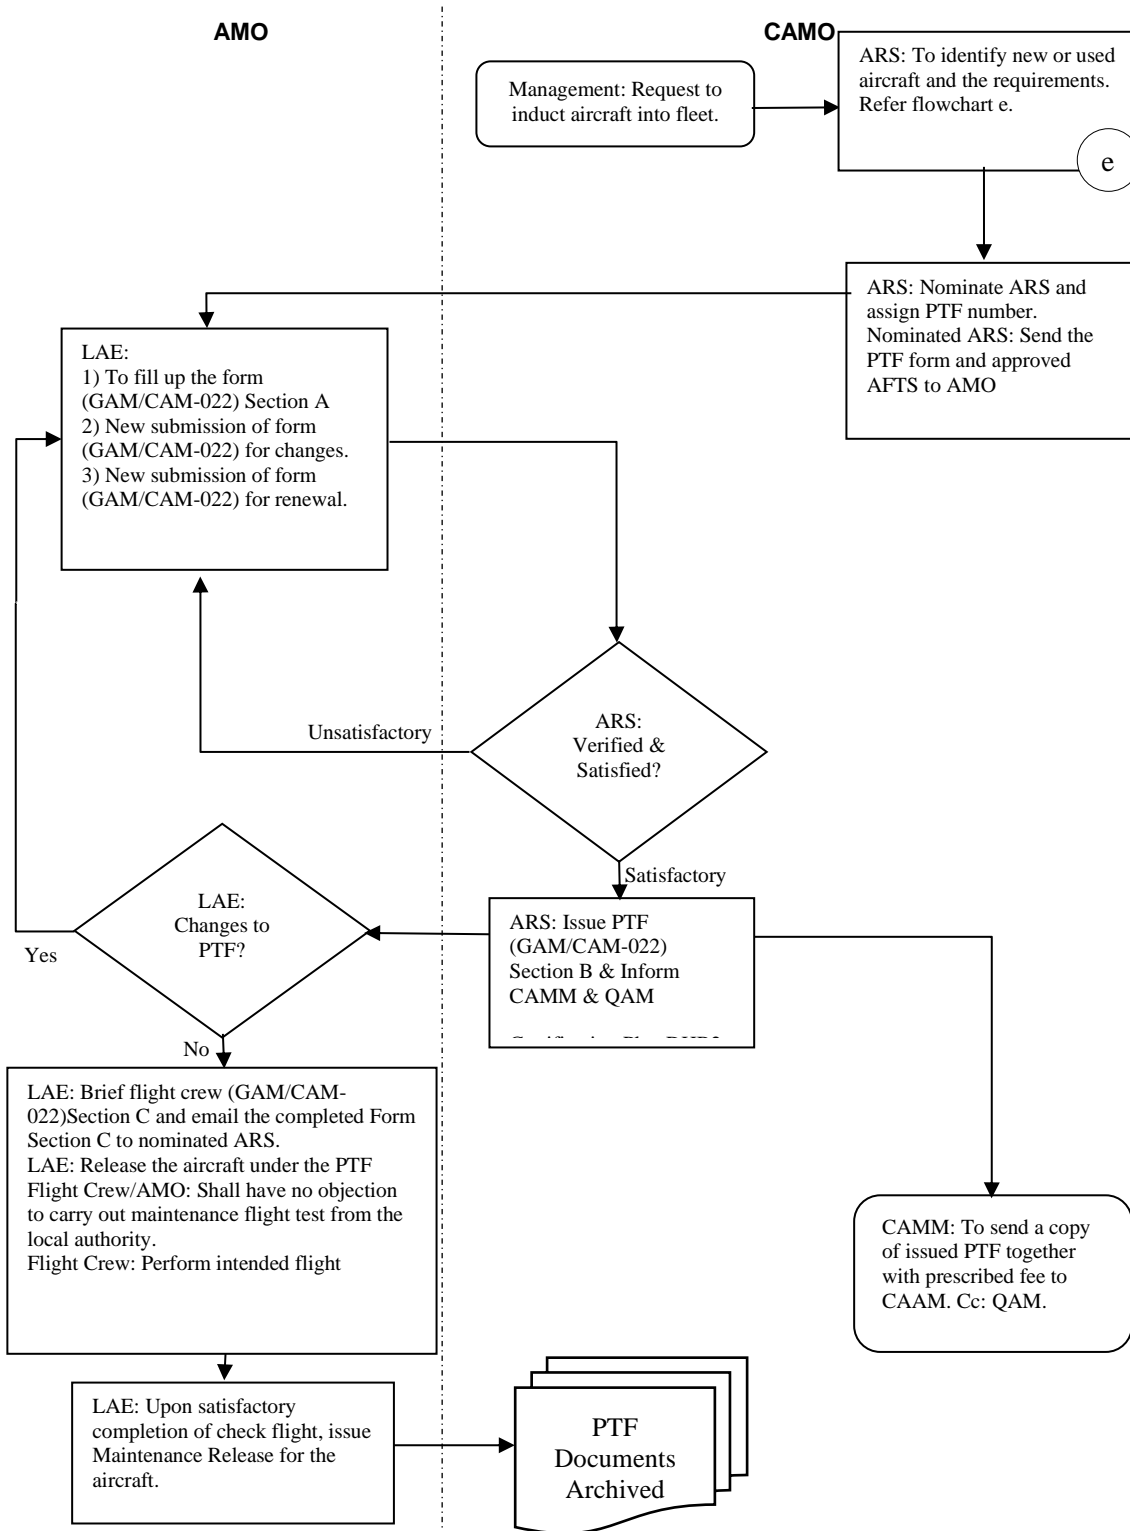 AMO
CAMO
Management: Request to
induct aircraft into fleet.
ARS: To identify new or used
aircraft and the requirements.
Refer flowchart e.
e
ARS: Nominate ARS and
assign PTF number.
Nominated ARS: Send the
PTF form and approved
AFTS to AMO
LAE:
1) To fill up the form
(GAM/CAM-022) Section A
2) New submission of form
(GAM/CAM-022) for changes.
3) New submission of form
(GAM/CAM-022) for renewal.
Unsatisfactory
ARS:
Verified &
Satisfied?
Satisfactory
LAE:
Changes to
PTF?
Yes
No
ARS: Issue PTF
(GAM/CAM-022)
Section B & Inform
CAMM & QAM
LAE: Brief flight crew (GAM/CAM-
022)Section C and email the completed Form
Section C to nominated ARS.
LAE: Release the aircraft under the PTF
Flight Crew/AMO: Shall have no objection
to carry out maintenance flight test from the
local authority.
Flight Crew: Perform intended flight
CAMM: To send a copy
of issued PTF together
with prescribed fee to
CAAM. Cc: QAM.
LAE: Upon satisfactory
completion of check flight, issue
Maintenance Release for the
aircraft.
PTF
Documents
Archived